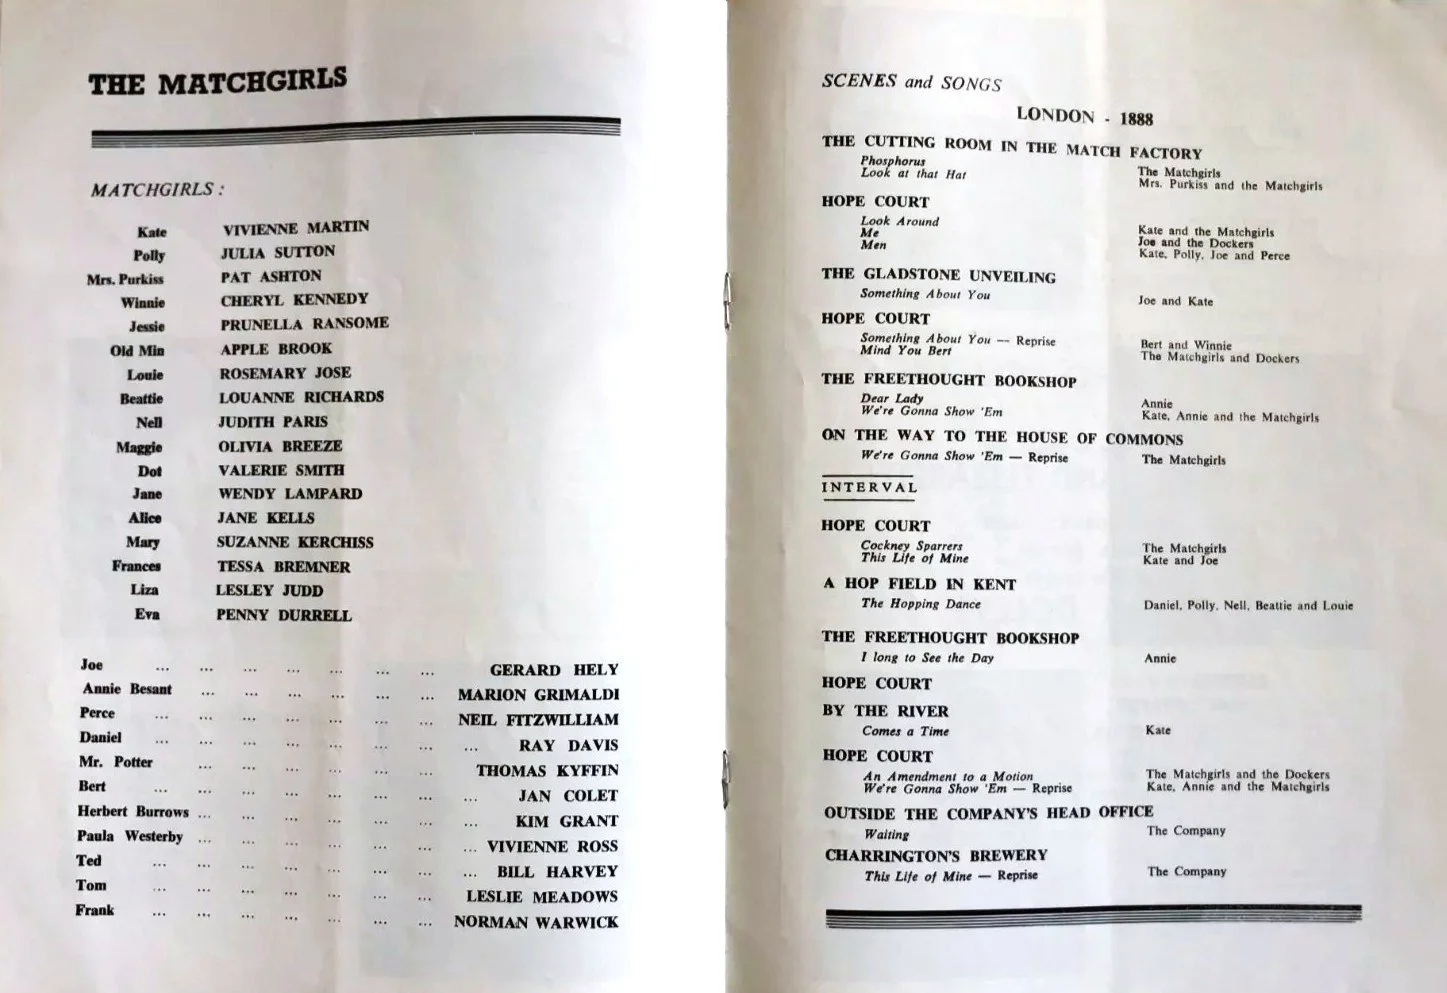 THE MATCHGIRLS
MATCHGIRLS :
Kate VIVIENNE MARTIN
Polly JULIA SUTTON
Mrs. Purkiss PAT ASHTON
Winnie CHERYL KENNEDY
Jessie PRUNELLA RANSOME
Old Min APPLE BROOK
Louie ROSEMARY JOSE
Beattie LOUANNE RICHARDS
Nell JUDITH PARIS
Maggie OLIVIA BREEZE
Dot VALERIE SMITH
Jane WENDY LAMPARD
Alice JANE KELLS
Mary SUZANNE KERCHISS
Frances TESSA BREMNER
Liza LESLEY JUDD
Eva PENNY DURRELL
Joe ... ... ... ... ... ... ... GERARD HELY
Annie Besant ... ... ... ... ... ... MARION GRIMALDI
Perce ... ... ... ... ... ... ... NEIL FITZWILLIAM
Daniel ... ... ... ... ... ... ... ... RAY DAVIS
Mr. Potter ... ... ... ... ... ... THOMAS KYFFIN
Bert ... ... ... ... ... ... ... ... JAN COLET
Herbert Burrows ... ... ... ... ... ... ... KIM GRANT
Paula Westerby ... ... ... ... ... ... ... VIVIENNE ROSS
Ted ... ... ... ... ... ... ... ... BILL HARVEY
Tom ... ... ... ... ... ... ... LESLIE MEADOWS
Frank ... ... ... ... ... ... ... NORMAN WARWICK
SCENES and SONGS
LONDON - 1888
THE CUTTING ROOM IN THE MATCH FACTORY
Phosphorus The Matchgirls
Look at that Hat Mrs. Purkiss and the Matchgirls
HOPE COURT
Look Around Kate and the Matchgirls
Me Joe and the Dockers
Men Kate, Polly, Joe and Perce
THE GLADSTONE UNVEILING
Something About You Joe and Kate
HOPE COURT
Something About You — Reprise Bert and Winnie
Mind You Bert The Matchgirls and Dockers
THE FREETHOUGHT BOOKSHOP
Dear Lady Annie
We're Gonna Show 'Em Kate, Annie and the Matchgirls
ON THE WAY TO THE HOUSE OF COMMONS
We're Gonna Show 'Em — Reprise The Matchgirls
INTERVAL
HOPE COURT
Cockney Sparrers The Matchgirls
This Life of Mine Kate and Joe
A HOP FIELD IN KENT
The Hopping Dance Daniel, Polly, Nell, Beattie and Louie
THE FREETHOUGHT BOOKSHOP
I long to See the Day Annie
HOPE COURT
BY THE RIVER
Comes a Time Kate
HOPE COURT
An Amendment to a Motion The Matchgirls and the Dockers
We're Gonna Show 'Em — Reprise Kate, Annie and the Matchgirls
OUTSIDE THE COMPANY'S HEAD OFFICE
Waiting The Company
CHARRINGTON'S BREWERY
This Life of Mine — Reprise The Company